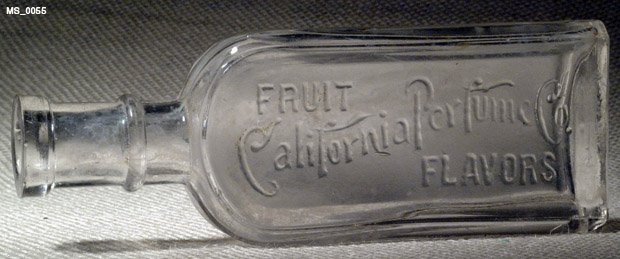 MS_0055
FRUIT
California Perfume Co.
FLAVORS